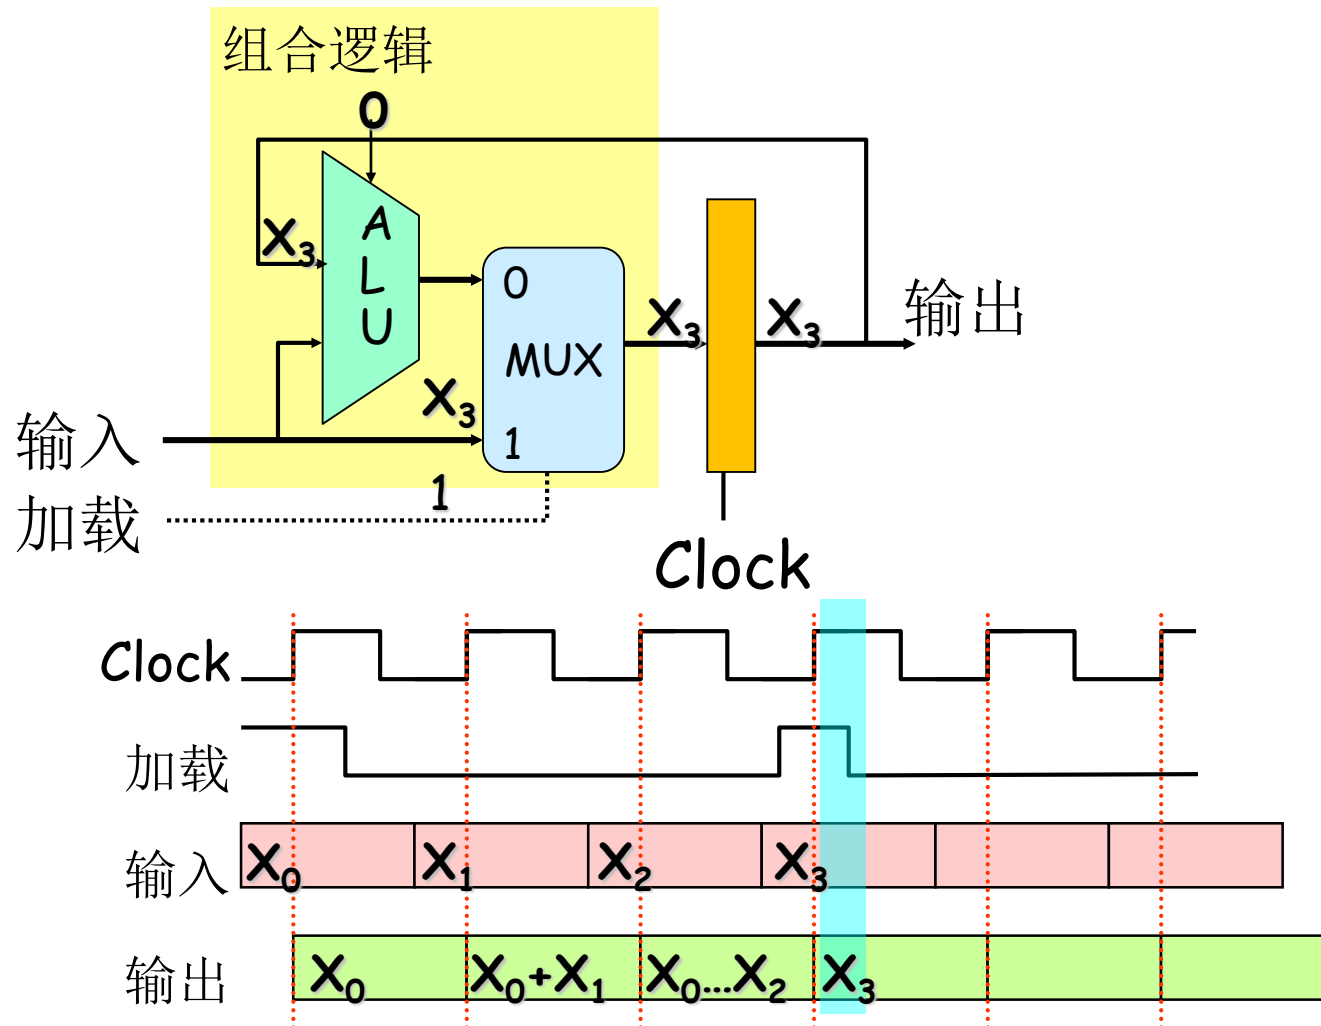 组合逻辑
0
X₃
A
L
U
0
MUX
1
X₃
X₃
X₃
输出
输入
加载
1
Clock
Clock
加载
输入
X₀
X₁
X₂
X₃
输出
X₀
X₀+X₁
X₀...X₂
X₃